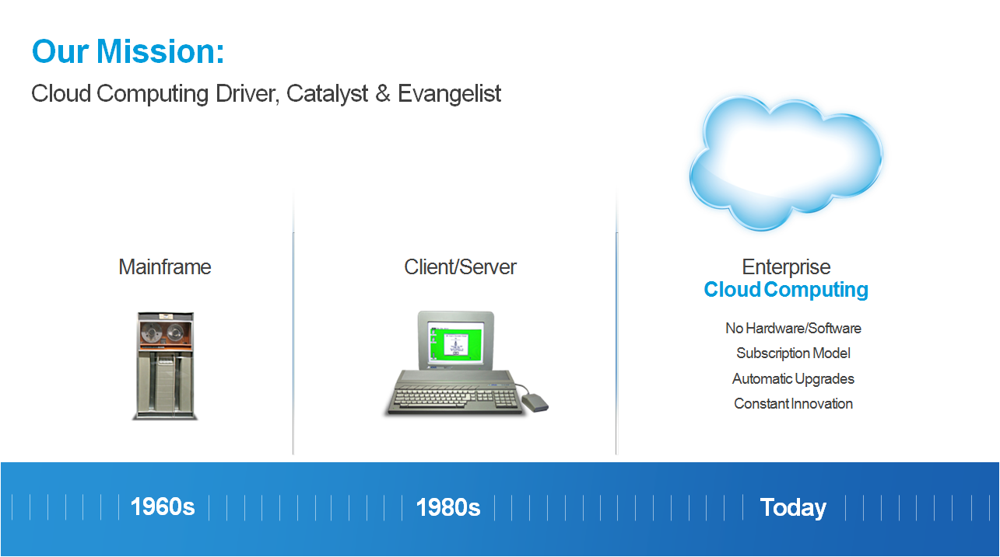 Our Mission:
Cloud Computing Driver, Catalyst & Evangelist
Mainframe
Client/Server
Enterprise
Cloud Computing
No Hardware/Software
Subscription Model
Automatic Upgrades
Constant Innovation
1960s
1980s
Today